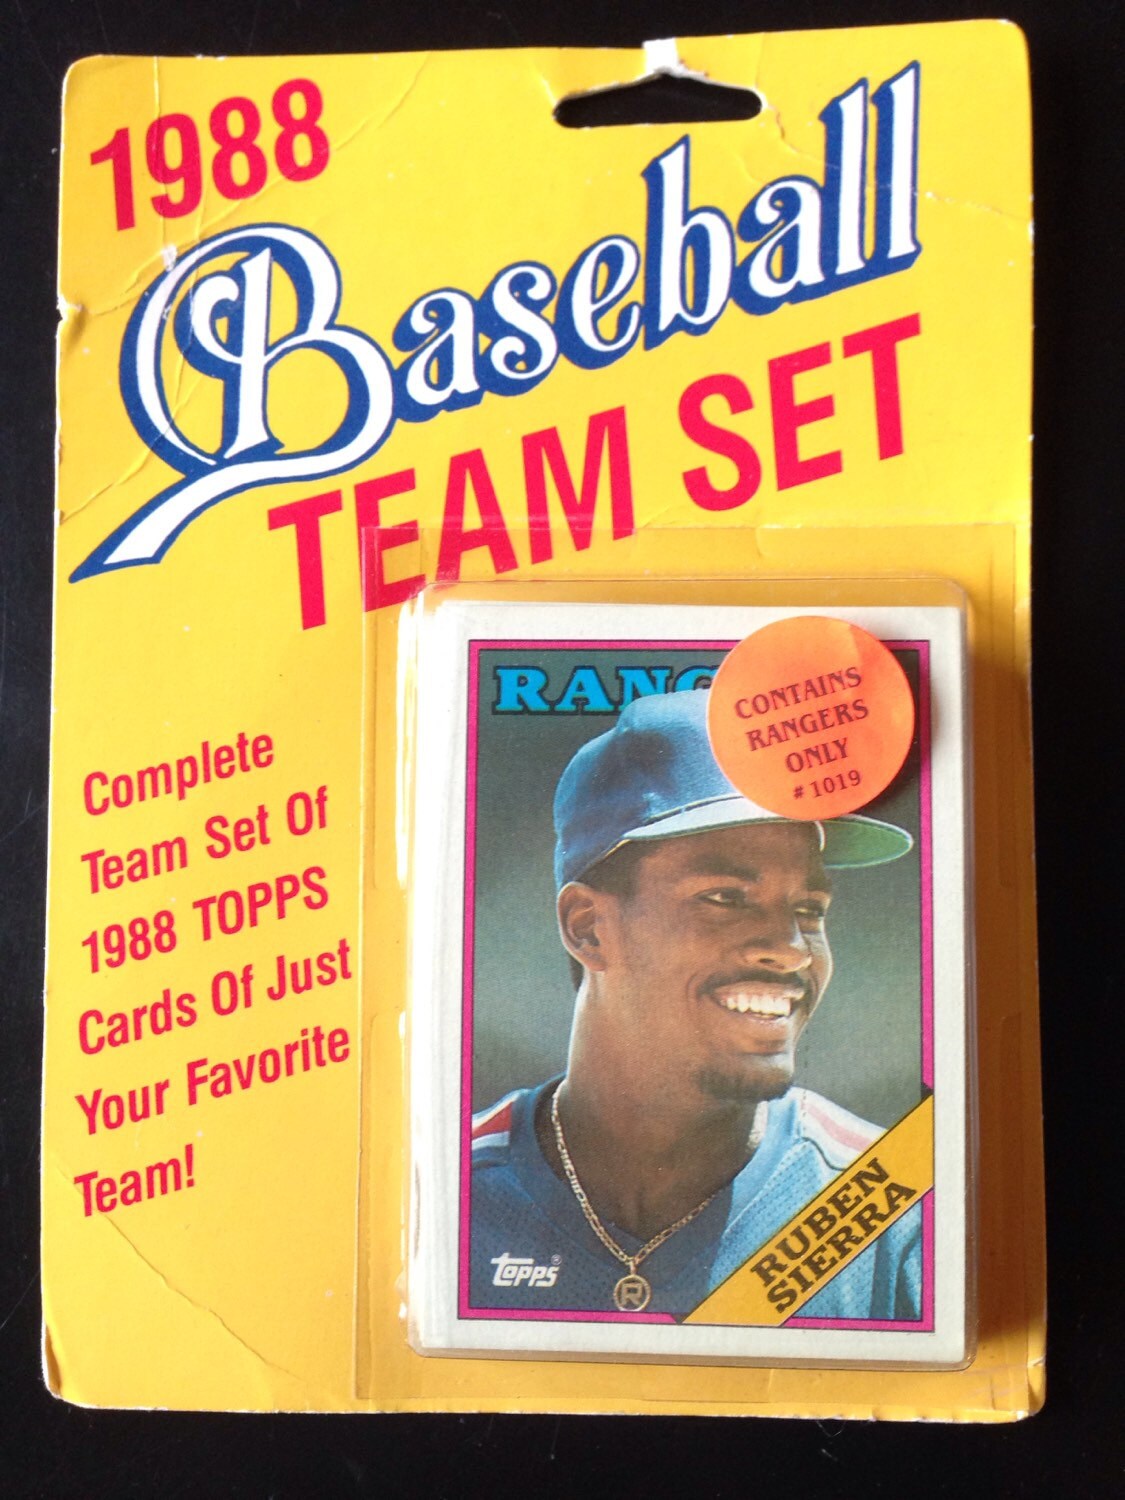 1988
Baseball
TEAM SET
Complete
Team Set Of
1988 TOPPS
Cards Of Just
Your Favorite
Team!
RANG
CONTAINS
RANGERS
ONLY
# 1019
RUBEN
SIERRA
topps®
R